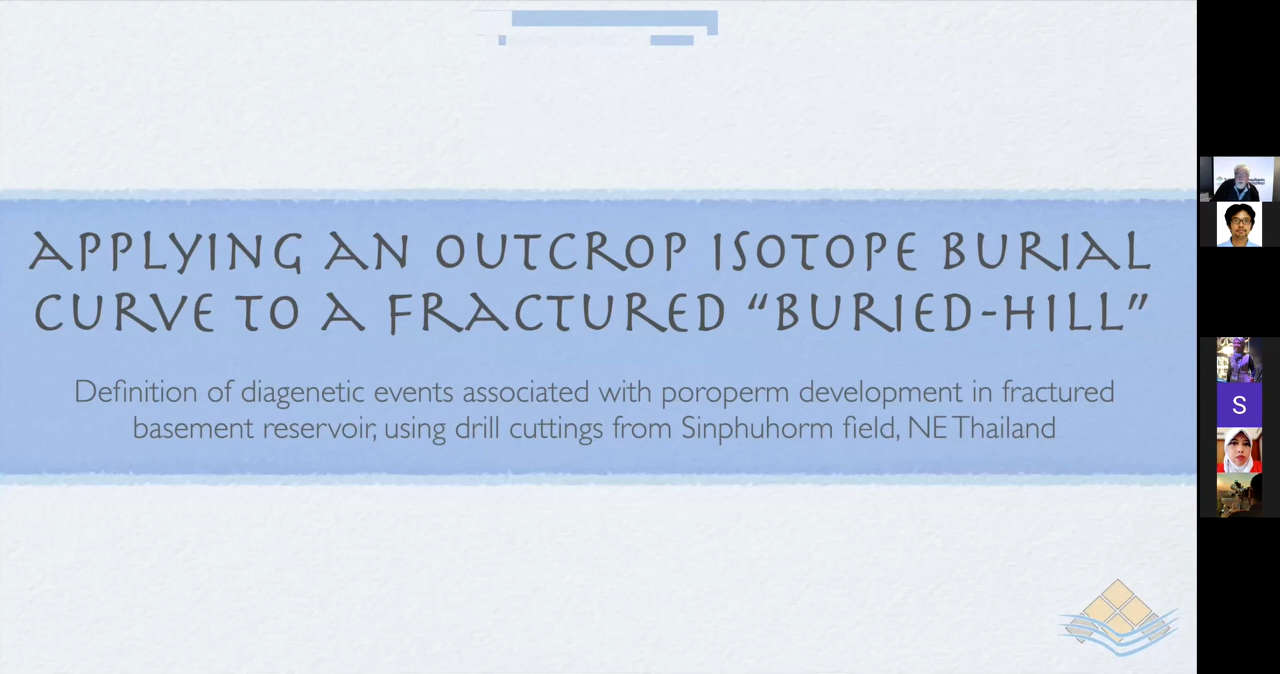 APPLYING AN OUTCROP ISOTOPE BURIAL
CURVE TO A FRACTURED “BURIED-HILL”
Definition of diagenetic events associated with poroperm development in fractured
basement reservoir, using drill cuttings from Sinphuhorm field, NE Thailand
S